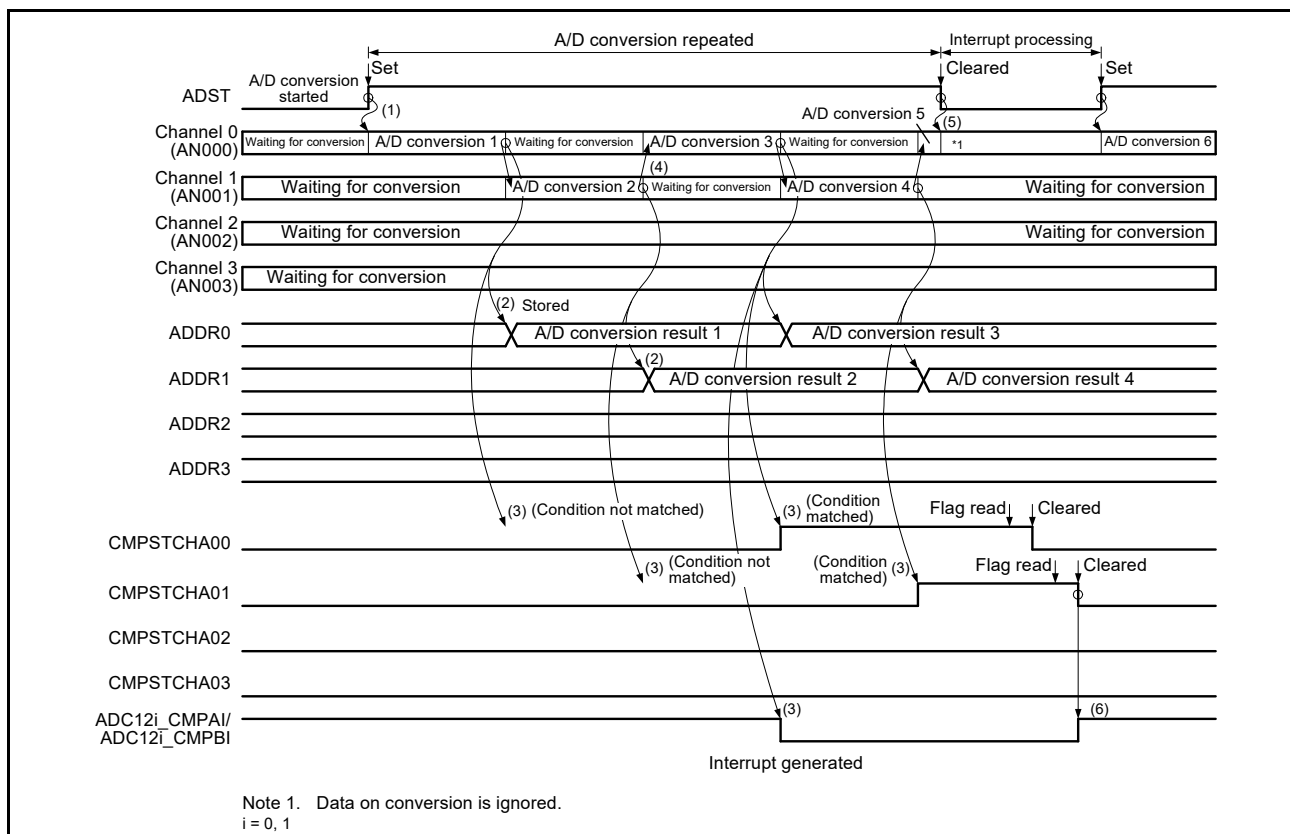 A/D conversion repeated
Interrupt processing
Set
Cleared
Set
A/D conversion
started
ADST
(1)
A/D conversion 5
(5)
Channel 0
(AN000)
Waiting for conversion
A/D conversion 1
Waiting for conversion
A/D conversion 3
Waiting for conversion
*1
A/D conversion 6
(4)
Channel 1
(AN001)
Waiting for conversion
A/D conversion 2
Waiting for conversion
A/D conversion 4
Waiting for conversion
Channel 2
(AN002)
Waiting for conversion
Waiting for conversion
Channel 3
(AN003)
Waiting for conversion
(2) Stored
ADDR0
A/D conversion result 1
A/D conversion result 3
(2)
ADDR1
A/D conversion result 2
A/D conversion result 4
ADDR2
ADDR3
(3) (Condition not matched)
(3) (Condition
matched)
Flag read
Cleared
CMPSTCHA00
(3) (Condition not
matched)
(Condition
matched) (3)
Flag read
Cleared
CMPSTCHA01
CMPSTCHA02
CMPSTCHA03
ADC12i_CMPAI/
ADC12i_CMPBI
(3)
(6)
Interrupt generated
Note 1. Data on conversion is ignored.
i = 0, 1